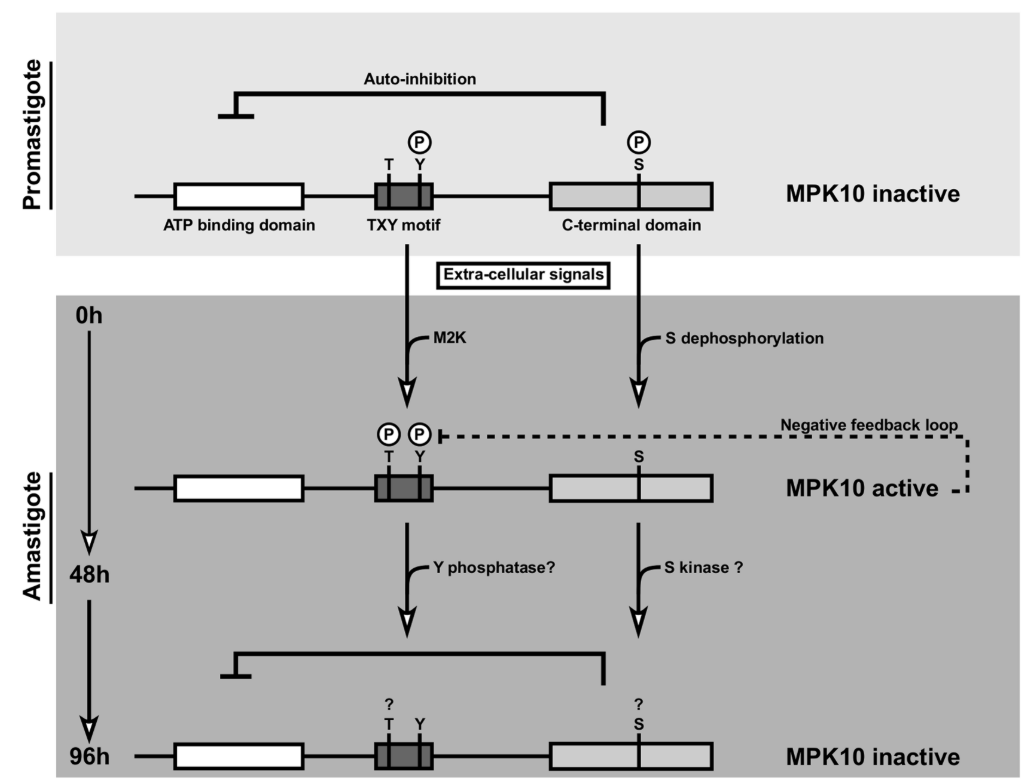 Promastigote
Auto-inhibition
P P
T Y S
MPK10 inactive
ATP binding domain TXY motif C-terminal domain
Extra-cellular signals
0h
M2K S dephosphorylation
Negative feedback loop
P P
T Y S
MPK10 active
Amastigote
48h
Y phosphatase? S kinase ?
? ?
T Y S
96h
MPK10 inactive